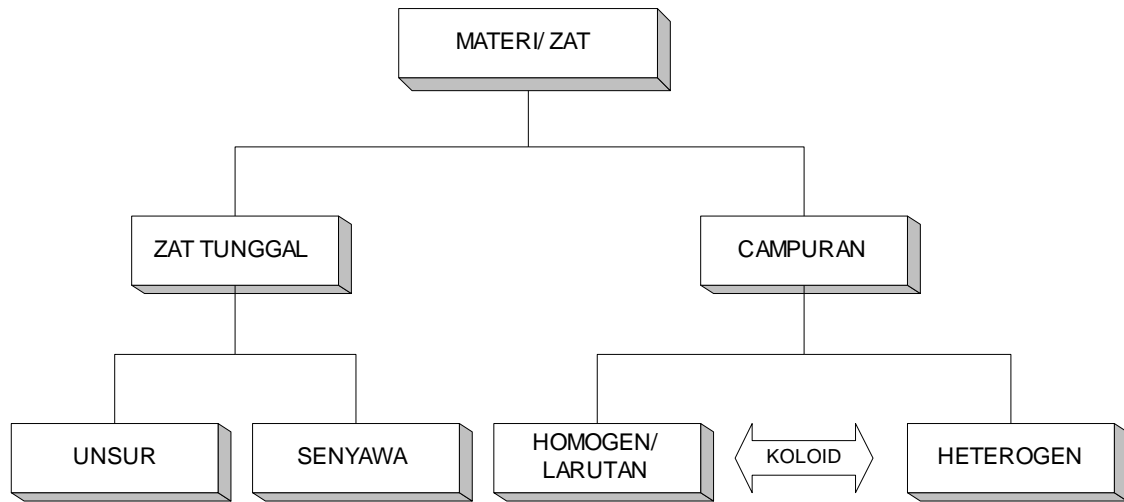 MATERI/ ZAT
ZAT TUNGGAL
CAMPURAN
UNSUR
SENYAWA
HOMOGEN/
LARUTAN
KOLOID
HETEROGEN